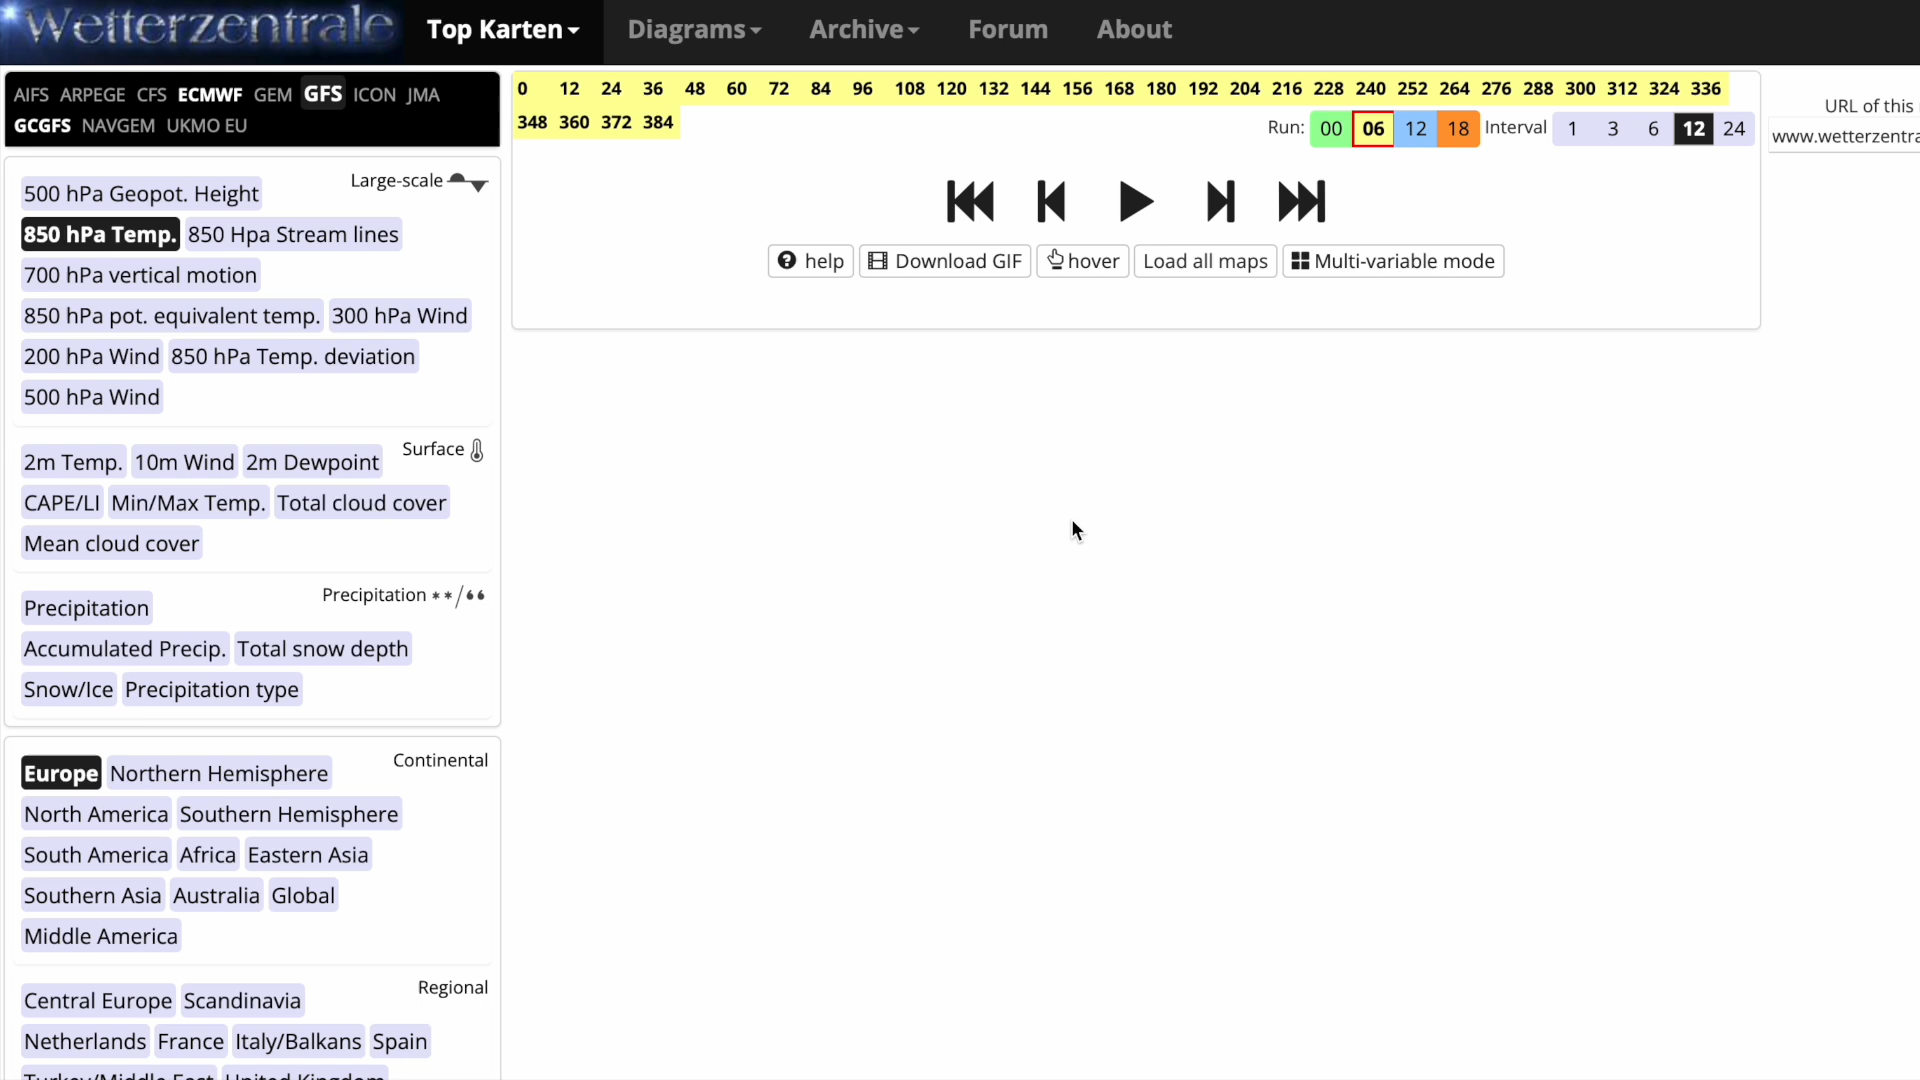 Wetterzentrale
Top Karten Diagrams Archive Forum About
AIFS ARPEGE CFS ECMWF GEM GFS ICON JMA
GCGFS NAVGEM UKMO EU
0 12 24 36 48 60 72 84 96 108 120 132 144 156 168 180 192 204 216 228 240 252 264 276 288 300 312 324 336
348 360 372 384
Run: 00 06 12 18 Interval 1 3 6 12 24
URL of this
www.wetterzentra
help Download GIF hover Load all maps Multi-variable mode
Large-scale
500 hPa Geopot. Height
850 hPa Temp. 850 Hpa Stream lines
700 hPa vertical motion
850 hPa pot. equivalent temp. 300 hPa Wind
200 hPa Wind 850 hPa Temp. deviation
500 hPa Wind
Surface
2m Temp. 10m Wind 2m Dewpoint
CAPE/LI Min/Max Temp. Total cloud cover
Mean cloud cover
Precipitation **/
Precipitation
Accumulated Precip. Total snow depth
Snow/Ice Precipitation type
Continental
Europe Northern Hemisphere
North America Southern Hemisphere
South America Africa Eastern Asia
Southern Asia Australia Global
Middle America
Regional
Central Europe Scandinavia
Netherlands France Italy/Balkans Spain
Turkey/Middle East United Kingdom